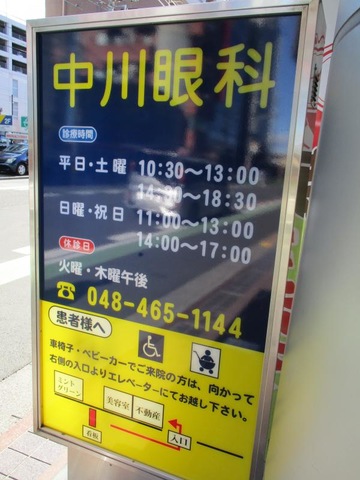 中川眼科
診療時間
平日・土曜 10:30〜13:00
14:30〜18:30
日曜・祝日 11:00〜13:00
14:00〜17:00
休診日
火曜・木曜午後
☎ 048-465-1144
患者様へ
車椅子・ベビーカーでご来院の方は、向かって
右側の入口よりエレベーターにてお越し下さい。
ミント
グリーン
美容室 不動産
看板 入口